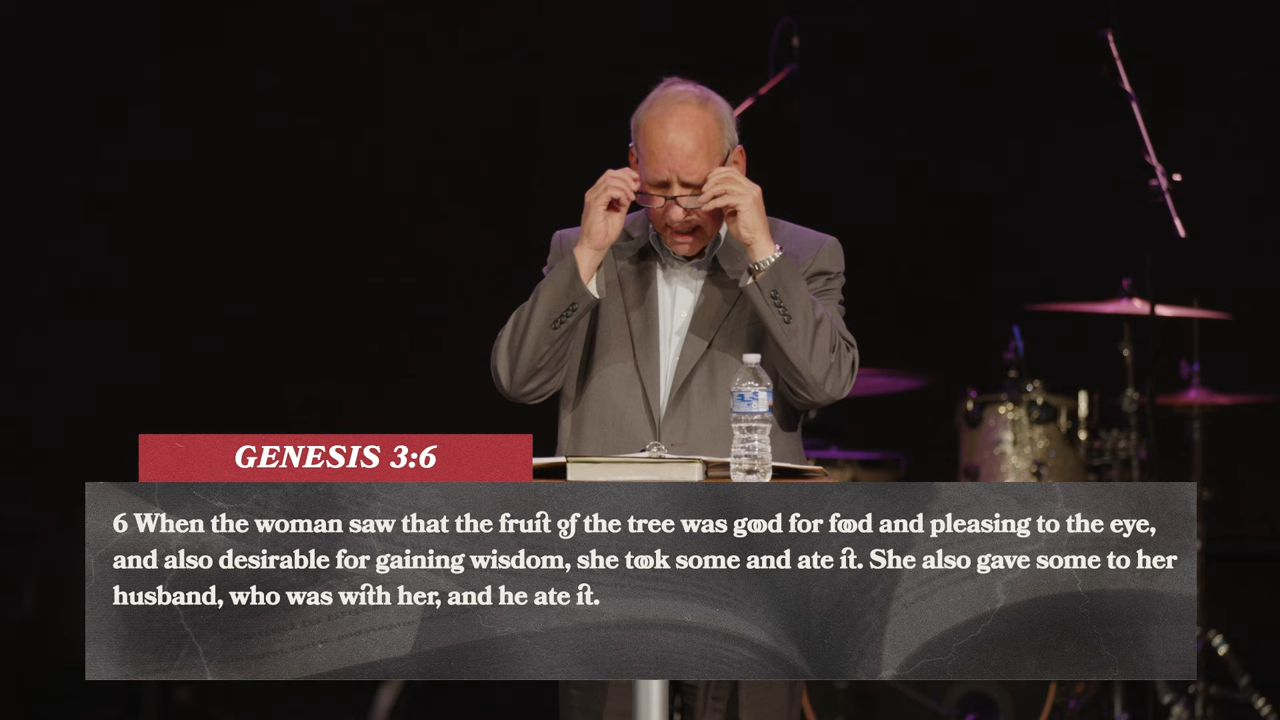 GENESIS 3:6
6 When the woman saw that the fruit of the tree was good for food and pleasing to the eye,
and also desirable for gaining wisdom, she took some and ate it. She also gave some to her
husband, who was with her, and he ate it.